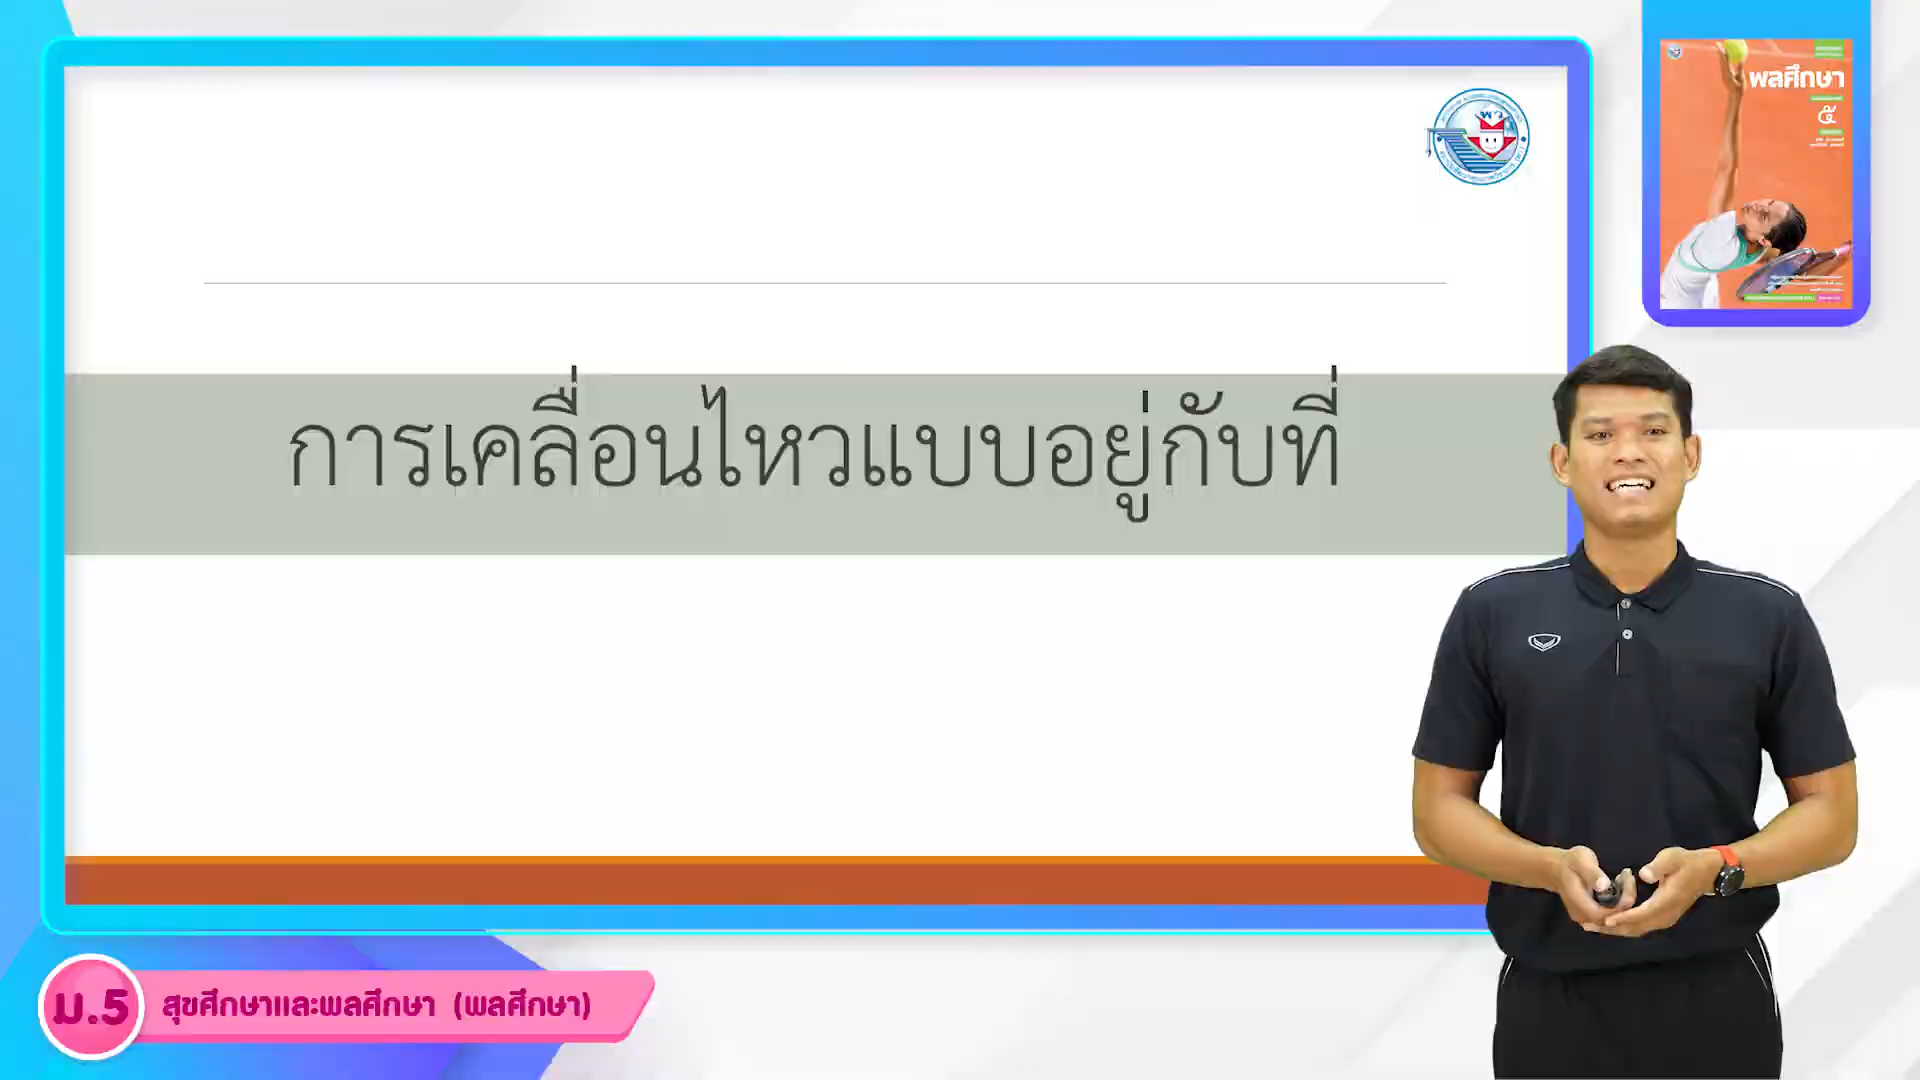 พลศึกษา
๕
การเคลื่อนไหวแบบอยู่กับที่
ม.5 สุขศึกษาและพลศึกษา (พลศึกษา)